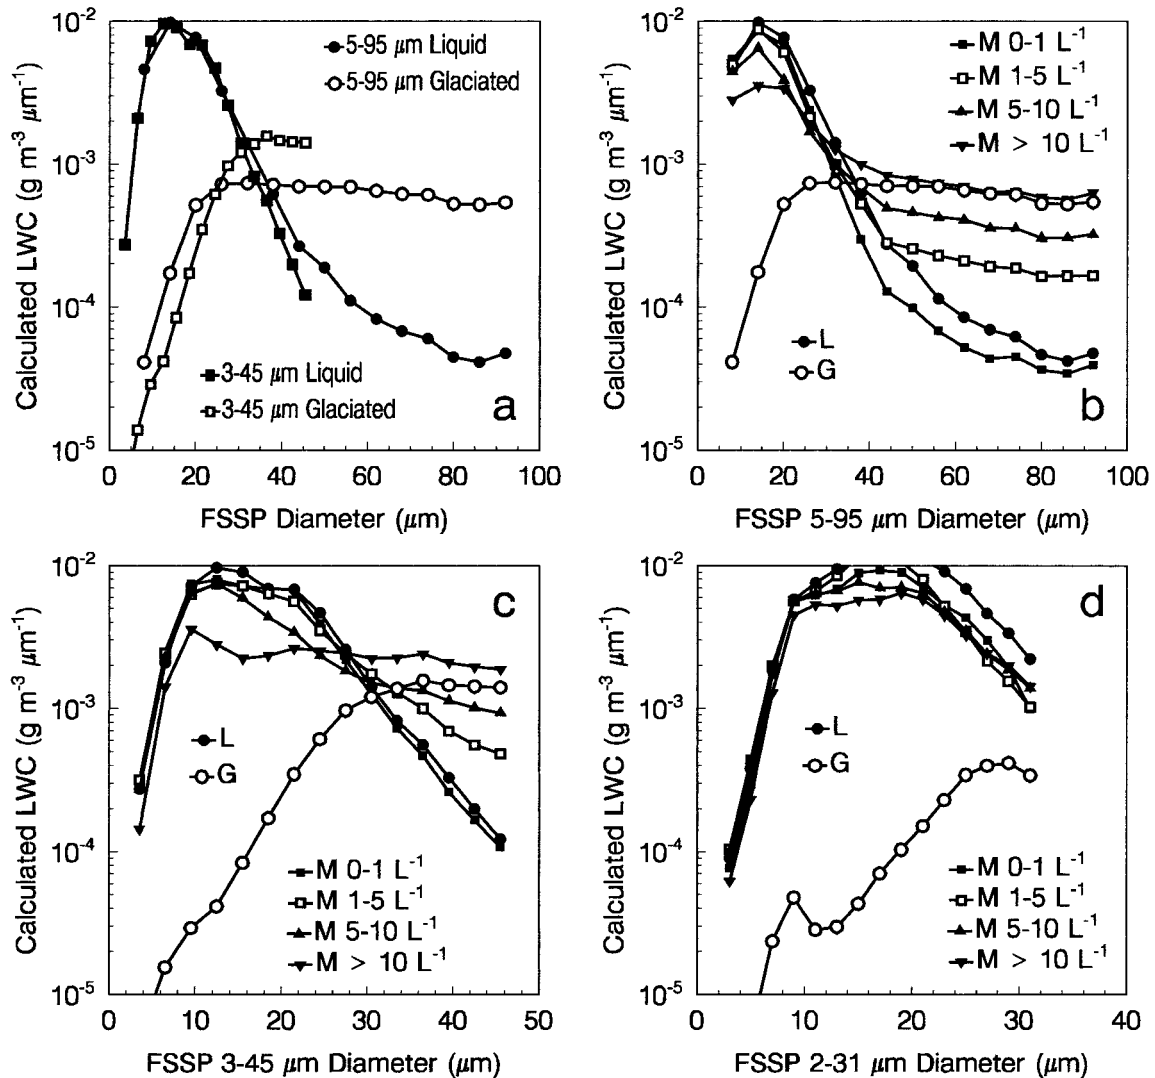 Calculated LWC (g m⁻³ μm⁻¹)
10⁻²
10⁻³
10⁻⁴
10⁻⁵
5-95 μm Liquid
5-95 μm Glaciated
3-45 μm Liquid
3-45 μm Glaciated
a
0 20 40 60 80 100
FSSP Diameter (μm)
Calculated LWC (g m⁻³ μm⁻¹)
10⁻²
10⁻³
10⁻⁴
10⁻⁵
M 0-1 L⁻¹
M 1-5 L⁻¹
M 5-10 L⁻¹
M > 10 L⁻¹
L
G
b
0 20 40 60 80 100
FSSP 5-95 μm Diameter (μm)
Calculated LWC (g m⁻³ μm⁻¹)
10⁻²
10⁻³
10⁻⁴
10⁻⁵
c
L
G
M 0-1 L⁻¹
M 1-5 L⁻¹
M 5-10 L⁻¹
M > 10 L⁻¹
0 10 20 30 40 50
FSSP 3-45 μm Diameter (μm)
Calculated LWC (g m⁻³ μm⁻¹)
10⁻²
10⁻³
10⁻⁴
10⁻⁵
d
L
G
M 0-1 L⁻¹
M 1-5 L⁻¹
M 5-10 L⁻¹
M > 10 L⁻¹
0 10 20 30 40
FSSP 2-31 μm Diameter (μm)